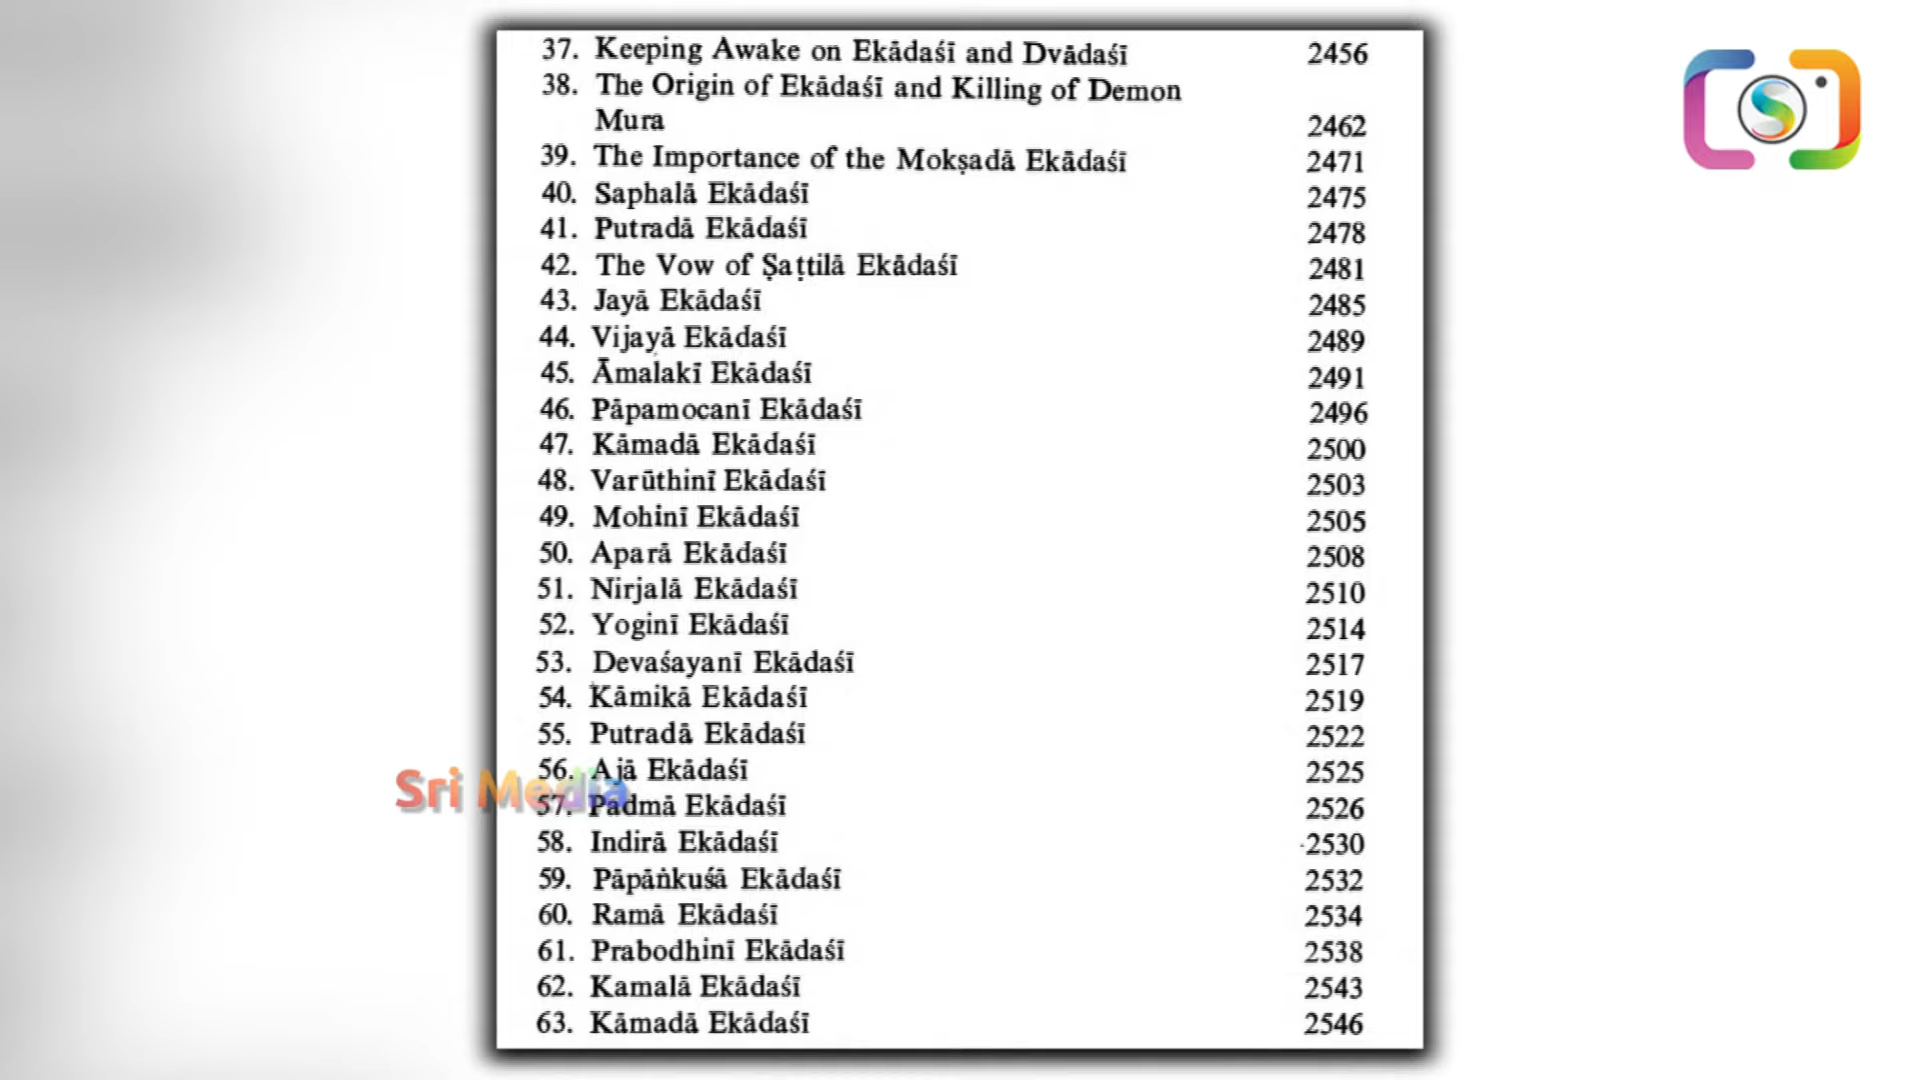 37. Keeping Awake on Ekādaśī and Dvādaśī 2456
38. The Origin of Ekādaśī and Killing of Demon
Mura 2462
39. The Importance of the Mokṣadā Ekādaśī 2471
40. Saphalā Ekādaśī 2475
41. Putradā Ekādaśī 2478
42. The Vow of Ṣaṭtilā Ekādaśī 2481
43. Jayā Ekādaśī 2485
44. Vijayā Ekādaśī 2489
45. Āmalakī Ekādaśī 2491
46. Pāpamocanī Ekādaśī 2496
47. Kāmadā Ekādaśī 2500
48. Varūthinī Ekādaśī 2503
49. Mohinī Ekādaśī 2505
50. Aparā Ekādaśī 2508
51. Nirjalā Ekādaśī 2510
52. Yoginī Ekādaśī 2514
53. Devaśayanī Ekādaśī 2517
54. Kāmikā Ekādaśī 2519
55. Putradā Ekādaśī 2522
56. Ajā Ekādaśī 2525
Sri Media
57. Padmā Ekādaśī 2526
58. Indirā Ekādaśī 2530
59. Pāpāṅkuśā Ekādaśī 2532
60. Ramā Ekādaśī 2534
61. Prabodhinī Ekādaśī 2538
62. Kamalā Ekādaśī 2543
63. Kāmadā Ekādaśī 2546
S